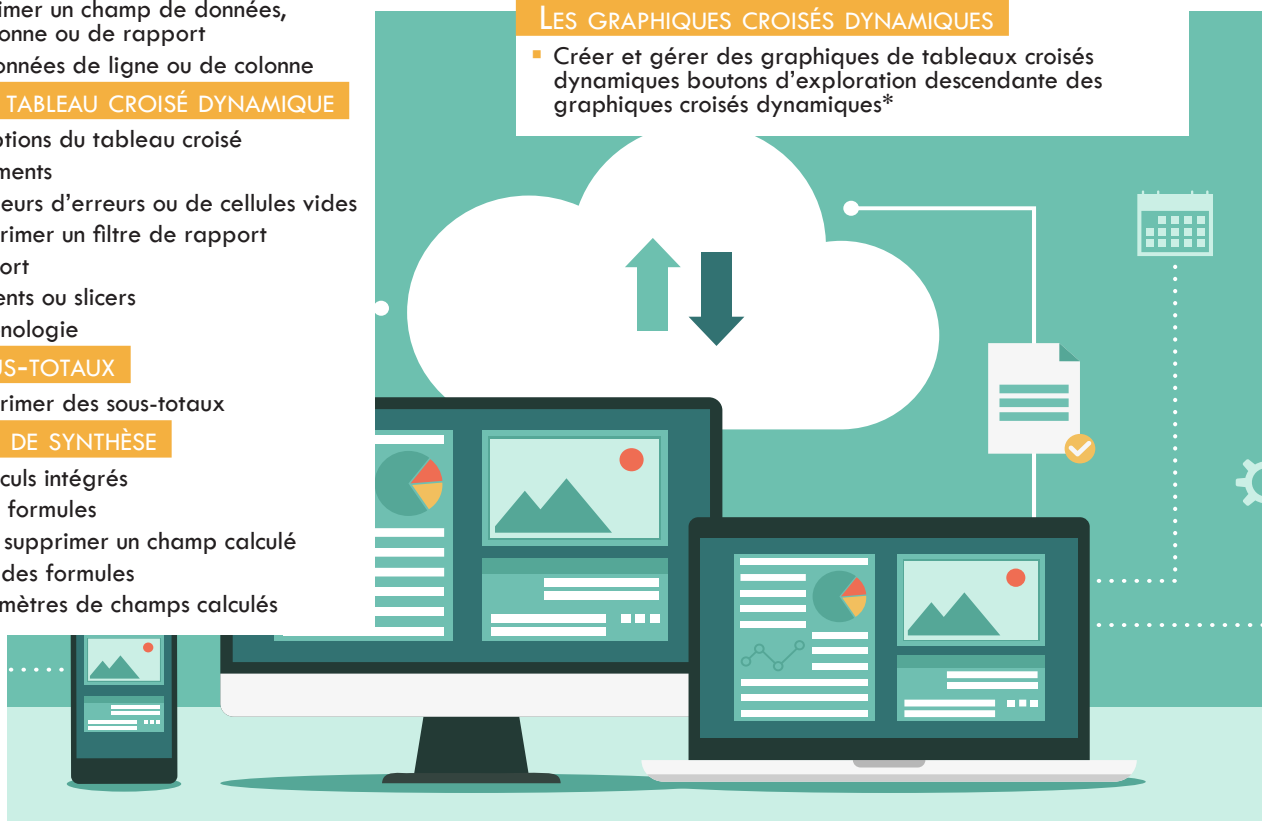 imer un champ de données,
onne ou de rapport
onnées de ligne ou de colonne
TABLEAU CROISÉ DYNAMIQUE
tions du tableau croisé
ments
eurs d'erreurs ou de cellules vides
rimer un filtre de rapport
ort
ents ou slicers
nologie
US-TOTAUX
rimer des sous-totaux
DE SYNTHÈSE
culs intégrés
formules
supprimer un champ calculé
des formules
mètres de champs calculés
LES GRAPHIQUES CROISÉS DYNAMIQUES
▪ Créer et gérer des graphiques de tableaux croisés
dynamiques boutons d'exploration descendante des
graphiques croisés dynamiques*